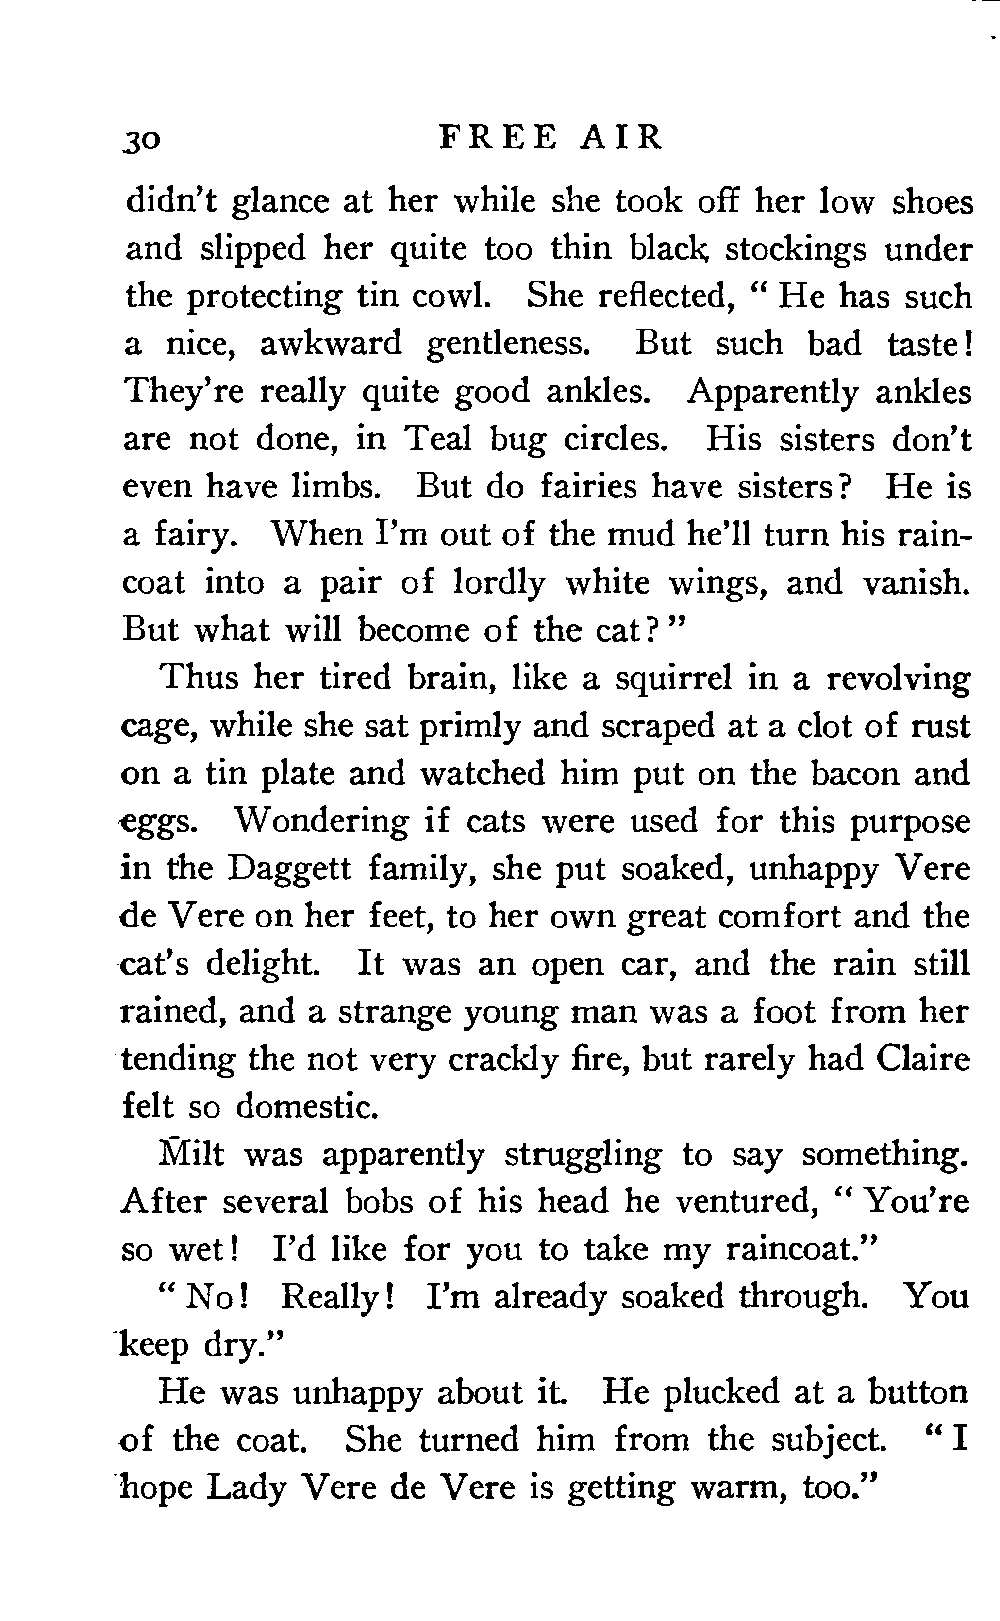 30 FREE AIR
didn't glance at her while she took off her low shoes
and slipped her quite too thin black stockings under
the protecting tin cowl. She reflected, " He has such
a nice, awkward gentleness. But such bad taste!
They're really quite good ankles. Apparently ankles
are not done, in Teal bug circles. His sisters don't
even have limbs. But do fairies have sisters? He is
a fairy. When I'm out of the mud he'll turn his rain-
coat into a pair of lordly white wings, and vanish.
But what will become of the cat? "
Thus her tired brain, like a squirrel in a revolving
cage, while she sat primly and scraped at a clot of rust
on a tin plate and watched him put on the bacon and
eggs. Wondering if cats were used for this purpose
in the Daggett family, she put soaked, unhappy Vere
de Vere on her feet, to her own great comfort and the
cat's delight. It was an open car, and the rain still
rained, and a strange young man was a foot from her
tending the not very crackly fire, but rarely had Claire
felt so domestic.
Milt was apparently struggling to say something.
After several bobs of his head he ventured, " You're
so wet! I'd like for you to take my raincoat."
" No! Really! I'm already soaked through. You
keep dry."
He was unhappy about it. He plucked at a button
of the coat. She turned him from the subject. " I
hope Lady Vere de Vere is getting warm, too."